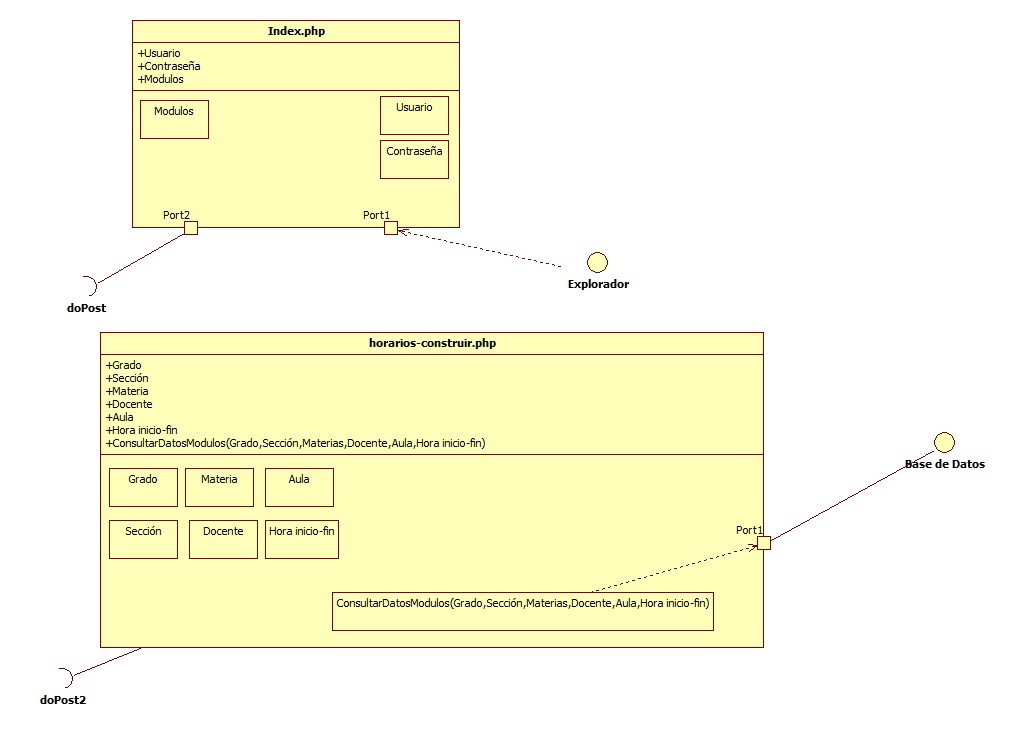 Index.php
+Usuario
+Contraseña
+Modulos
Modulos
Usuario
Contraseña
Port2
Port1
Explorador
doPost
horarios-construir.php
+Grado
+Sección
+Materia
+Docente
+Aula
+Hora inicio-fin
+ConsultarDatosModulos(Grado,Sección,Materias,Docente,Aula,Hora inicio-fin)
Grado
Materia
Aula
Sección
Docente
Hora inicio-fin
Base de Datos
Port1
ConsultarDatosModulos(Grado,Sección,Materias,Docente,Aula,Hora inicio-fin)
doPost2